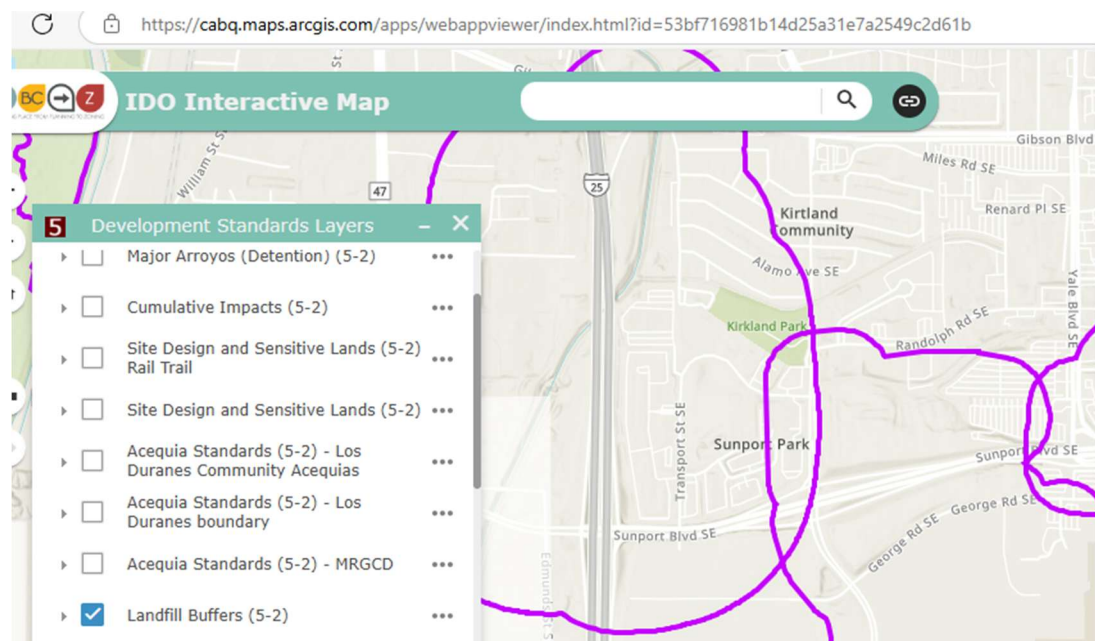 https://cabq.maps.arcgis.com/apps/webappviewer/index.html?id=53bf716981b14d25a31e7a2549c2d61b
BC Z
IDO Interactive Map
Gibson Blvd
Miles Rd SE
William St S
47
25
Renard Pl SE
Kirtland
Community
5 Development Standards Layers
Alamo Ave SE
Major Arroyos (Detention) (5-2)
Yale Blvd SE
Cumulative Impacts (5-2)
Kirkland Park
Randolph Rd SE
Site Design and Sensitive Lands (5-2)
Rail Trail
Site Design and Sensitive Lands (5-2)
Transport St SE
Sunport Park
Sunport Blvd SE
Acequia Standards (5-2) - Los
Duranes Community Acequias
Acequia Standards (5-2) - Los
Duranes boundary
George Rd SE
George Rd SE
Sunport Blvd SE
Acequia Standards (5-2) - MRGCD
Edmunds St S
Landfill Buffers (5-2)